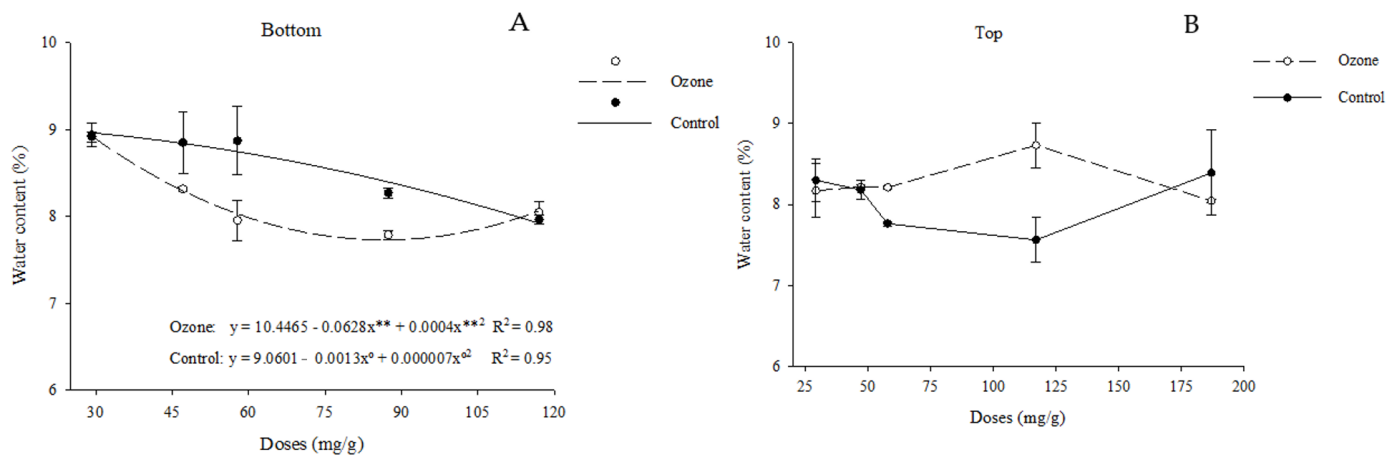 Bottom
A
10
9
8
7
6
Water content (%)
Ozone
Control
Ozone: y = 10.4465 - 0.0628x** + 0.0004x**² R² = 0.98
Control: y = 9.0601 - 0.0013xº + 0.000007xº² R² = 0.95
30 45 60 75 90 105 120
Doses (mg/g)
Top
B
10
9
8
7
6
Water content (%)
Ozone
Control
25 50 75 100 125 150 175 200
Doses (mg/g)